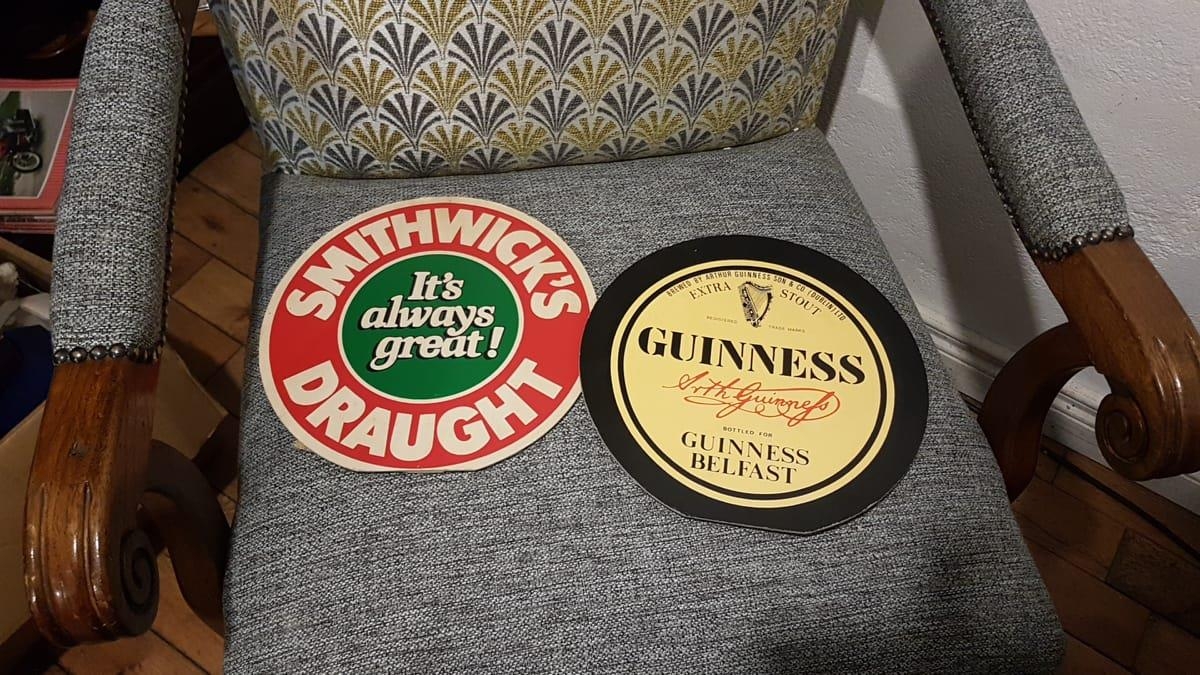 SMITHWICK'S
It's
always
great!
DRAUGHT
BREWED BY ARTHUR GUINNESS SON & CO (DUBLIN) LTD
EXTRA STOUT
REGISTERED TRADE MARKS
GUINNESS
Arth Guinness
BOTTLED FOR
GUINNESS
BELFAST